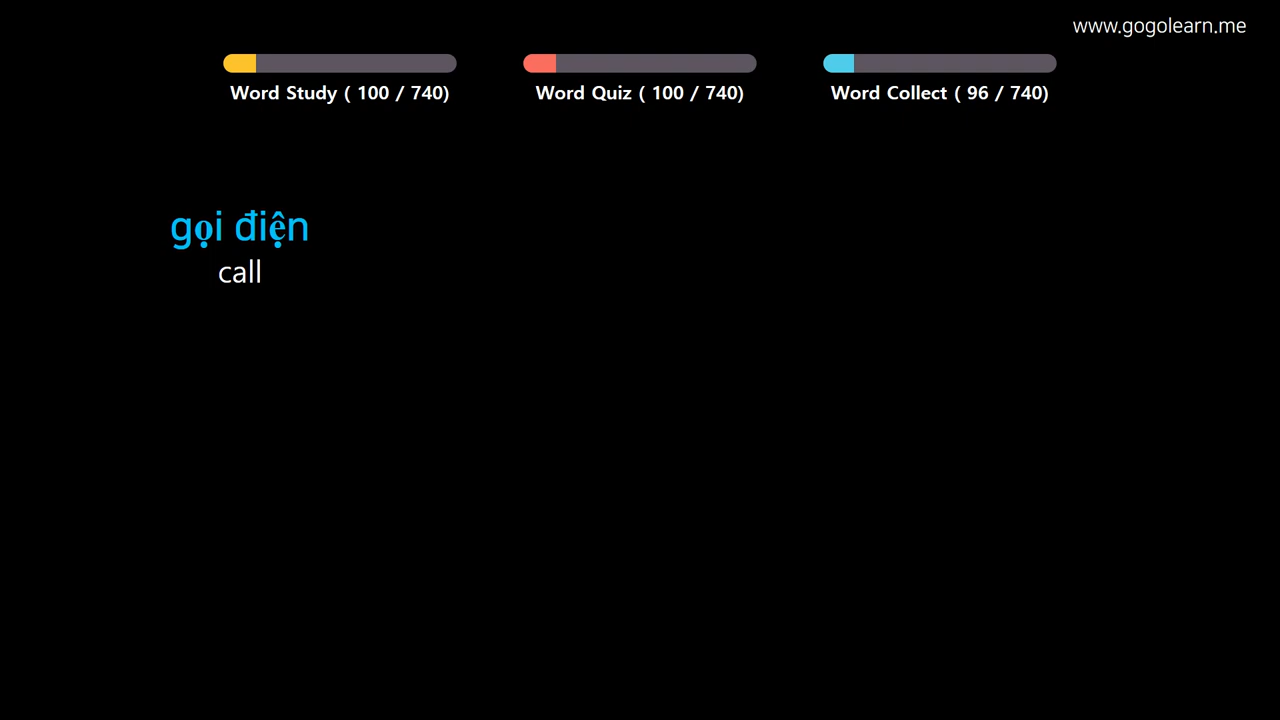 www.gogolearn.me
Word Study ( 100 / 740)
Word Quiz ( 100 / 740)
Word Collect ( 96 / 740)
gọi điện
call